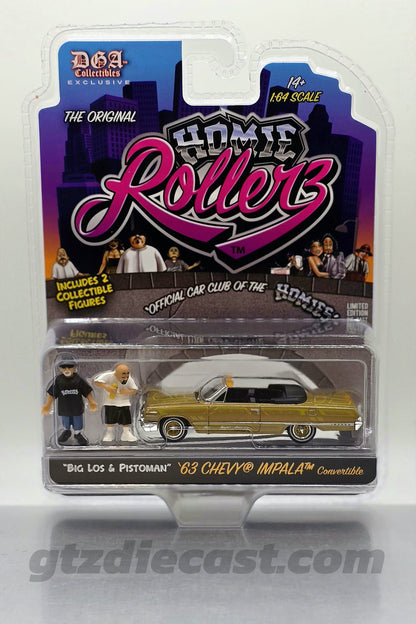 DGA
Collectibles
EXCLUSIVE
14+
1:64 SCALE
THE ORIGINAL
HOMIE
Rollerz
TM
INCLUDES 2
COLLECTIBLE
FIGURES
"OFFICIAL CAR CLUB OF THE HOMIES"
LIMITED
EDITION
"BIG LOS & PISTOMAN" '63 CHEVY® IMPALA™ Convertible
gtzdiecast.com